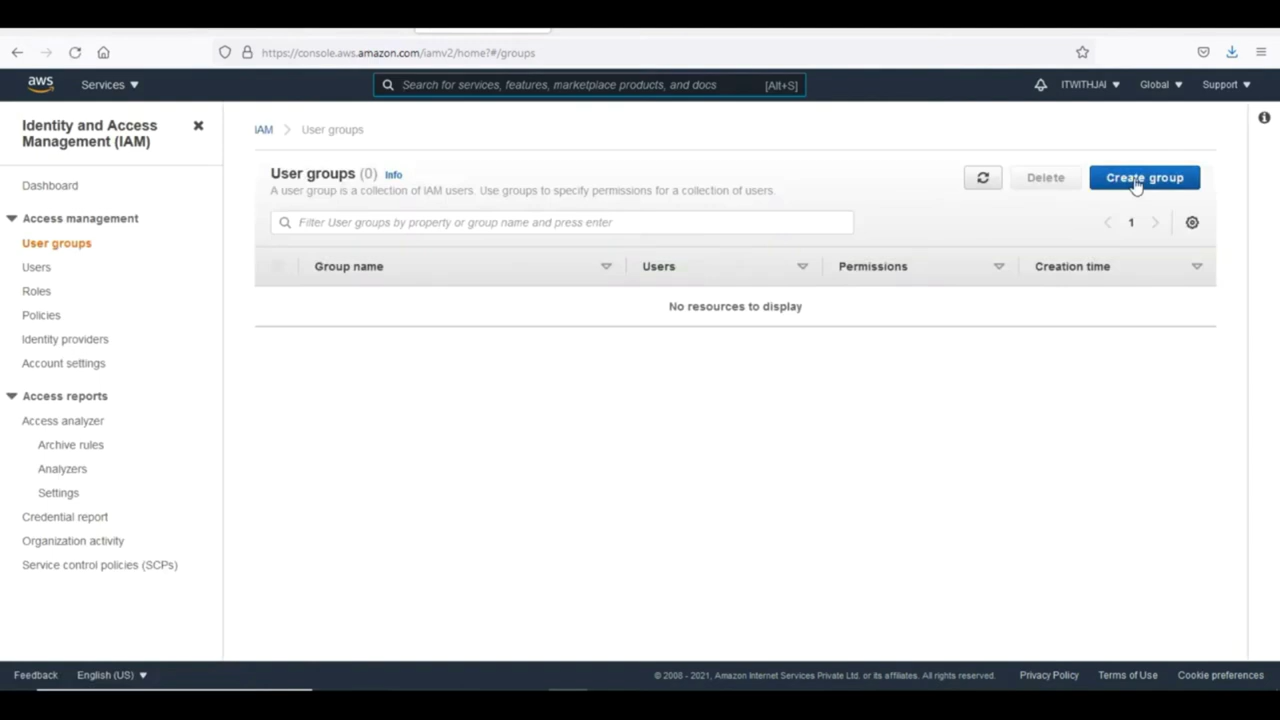 https://console.aws.amazon.com/iamv2/home?#/groups
aws
Services
Search for services, features, marketplace products, and docs
[Alt+S]
ITWITHJAI
Global
Support
Identity and Access
Management (IAM)
Dashboard
Access management
User groups
Users
Roles
Policies
Identity providers
Account settings
Access reports
Access analyzer
Archive rules
Analyzers
Settings
Credential report
Organization activity
Service control policies (SCPs)
IAM
User groups
User groups (0) Info
A user group is a collection of IAM users. Use groups to specify permissions for a collection of users.
Delete
Create group
Filter User groups by property or group name and press enter
1
Group name
Users
Permissions
Creation time
No resources to display
Feedback
English (US)
© 2008 - 2021, Amazon Internet Services Private Ltd. or its affiliates. All rights reserved.
Privacy Policy
Terms of Use
Cookie preferences